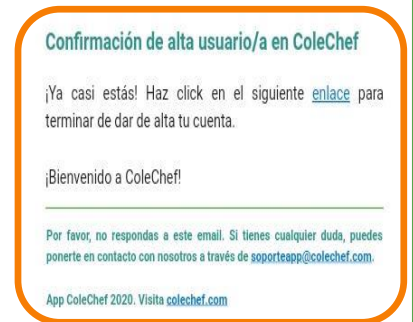 Confirmación de alta usuario/a en ColeChef
¡Ya casi estás! Haz click en el siguiente enlace para
terminar de dar de alta tu cuenta.
¡Bienvenido a ColeChef!
Por favor, no respondas a este email. Si tienes cualquier duda, puedes
ponerte en contacto con nosotros a través de soporteapp@colechef.com.
App ColeChef 2020. Visita colechef.com